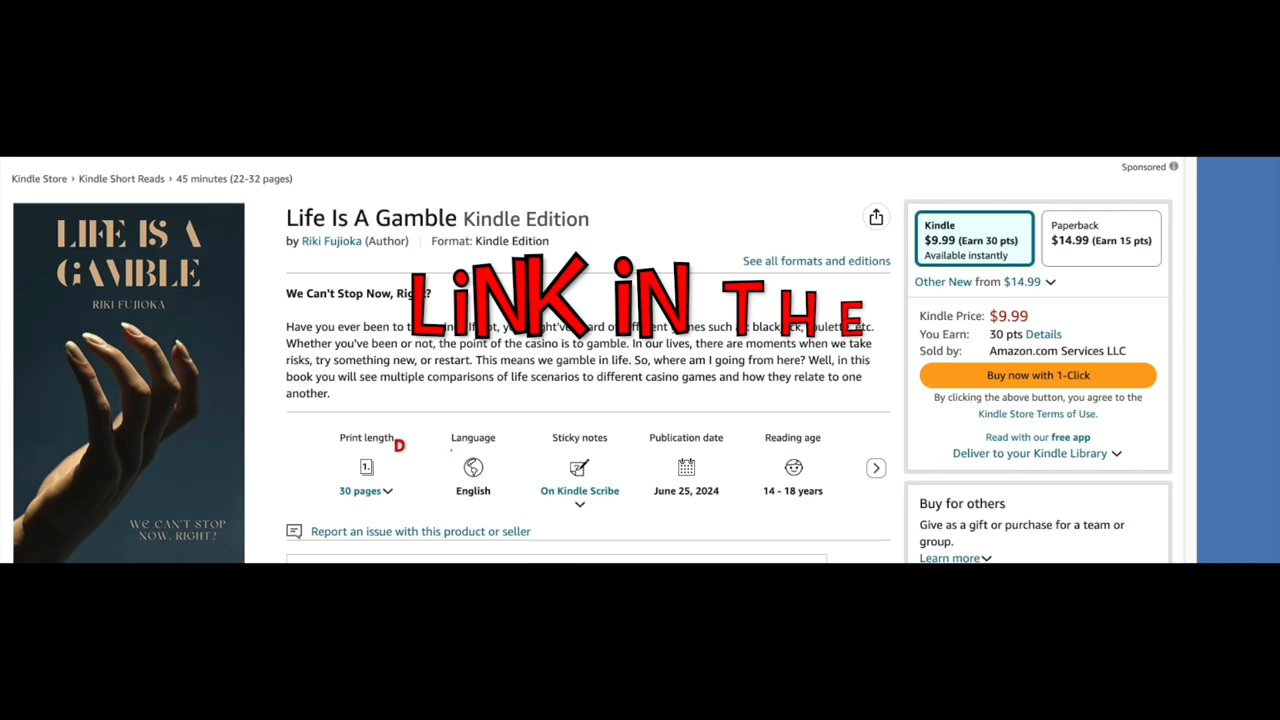 Sponsored
Kindle Store › Kindle Short Reads › 45 minutes (22-32 pages)
LIFE IS A
GAMBLE
RIKI FUJIOKA
WE CAN'T STOP
NOW, RIGHT?
Life Is A Gamble Kindle Edition
by Riki Fujioka (Author) | Format: Kindle Edition
See all formats and editions
LiNK iN THE
We Can't Stop Now, Right?
Have you ever been to
Whether you've been or not, the point of the casino is to gamble. In our lives, there are moments when we take
risks, try something new, or restart. This means we gamble in life. So, where am I going from here? Well, in this
book you will see multiple comparisons of life scenarios to different casino games and how they relate to one
another.
D
Print length
1.
30 pages
Language
English
Sticky notes
On Kindle Scribe
Publication date
June 25, 2024
Reading age
14 - 18 years
Report an issue with this product or seller
Kindle
$9.99 (Earn 30 pts)
Available instantly
Paperback
$14.99 (Earn 15 pts)
Other New from $14.99
Kindle Price: $9.99
You Earn: 30 pts Details
Sold by: Amazon.com Services LLC
Buy now with 1-Click
By clicking the above button, you agree to the
Kindle Store Terms of Use.
Read with our free app
Deliver to your Kindle Library
Buy for others
Give as a gift or purchase for a team or
group.
Learn more